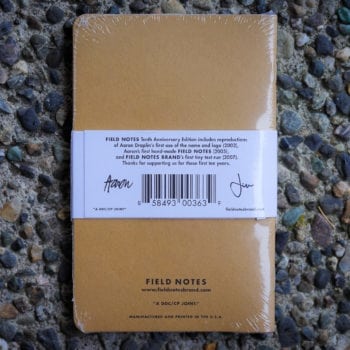 FIELD NOTES Tenth Anniversary Edition includes reproductions
of Aaron Draplin's first use of the name and logo (2002),
Aaron's first hand-made FIELD NOTES (2005),
and FIELD NOTES BRAND's first tiny test-run (2007).
Thanks for supporting us for these first ten years.
Aaron
Jim
58493 00363
"A DDC/CP JOINT"
fieldnotesbrand.com
FIELD NOTES
www.fieldnotesbrand.com
"A DDC/CP JOINT"
MANUFACTURED AND PRINTED IN THE U.S.A.